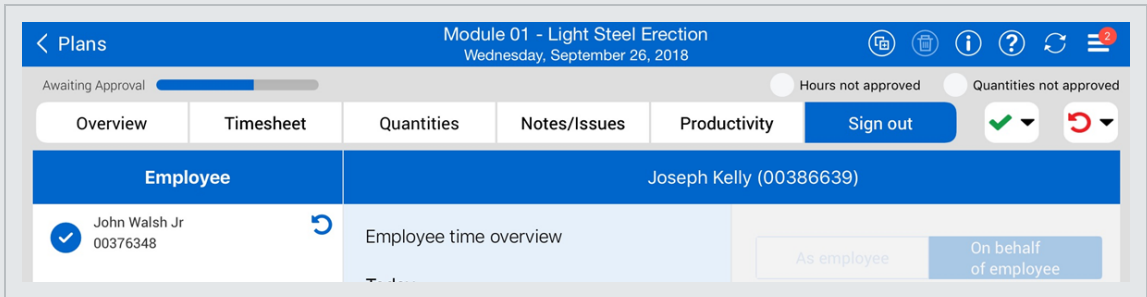 Plans
Module 01 - Light Steel Erection
Wednesday, September 26, 2018
2
Awaiting Approval
Hours not approved
Quantities not approved
Overview
Timesheet
Quantities
Notes/Issues
Productivity
Sign out
Employee
Joseph Kelly (00386639)
John Walsh Jr
00376348
Employee time overview
As employee
On behalf
of employee